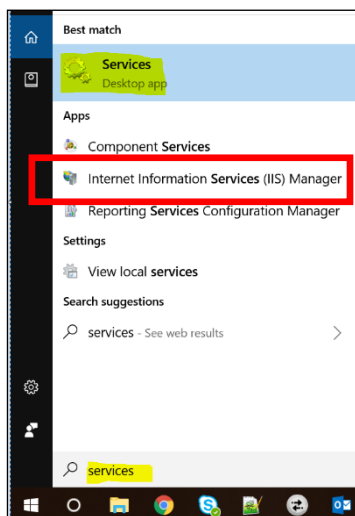 Best match
Services
Desktop app
Apps
Component Services
Internet Information Services (IIS) Manager
Reporting Services Configuration Manager
Settings
View local services
Search suggestions
services - See web results
services